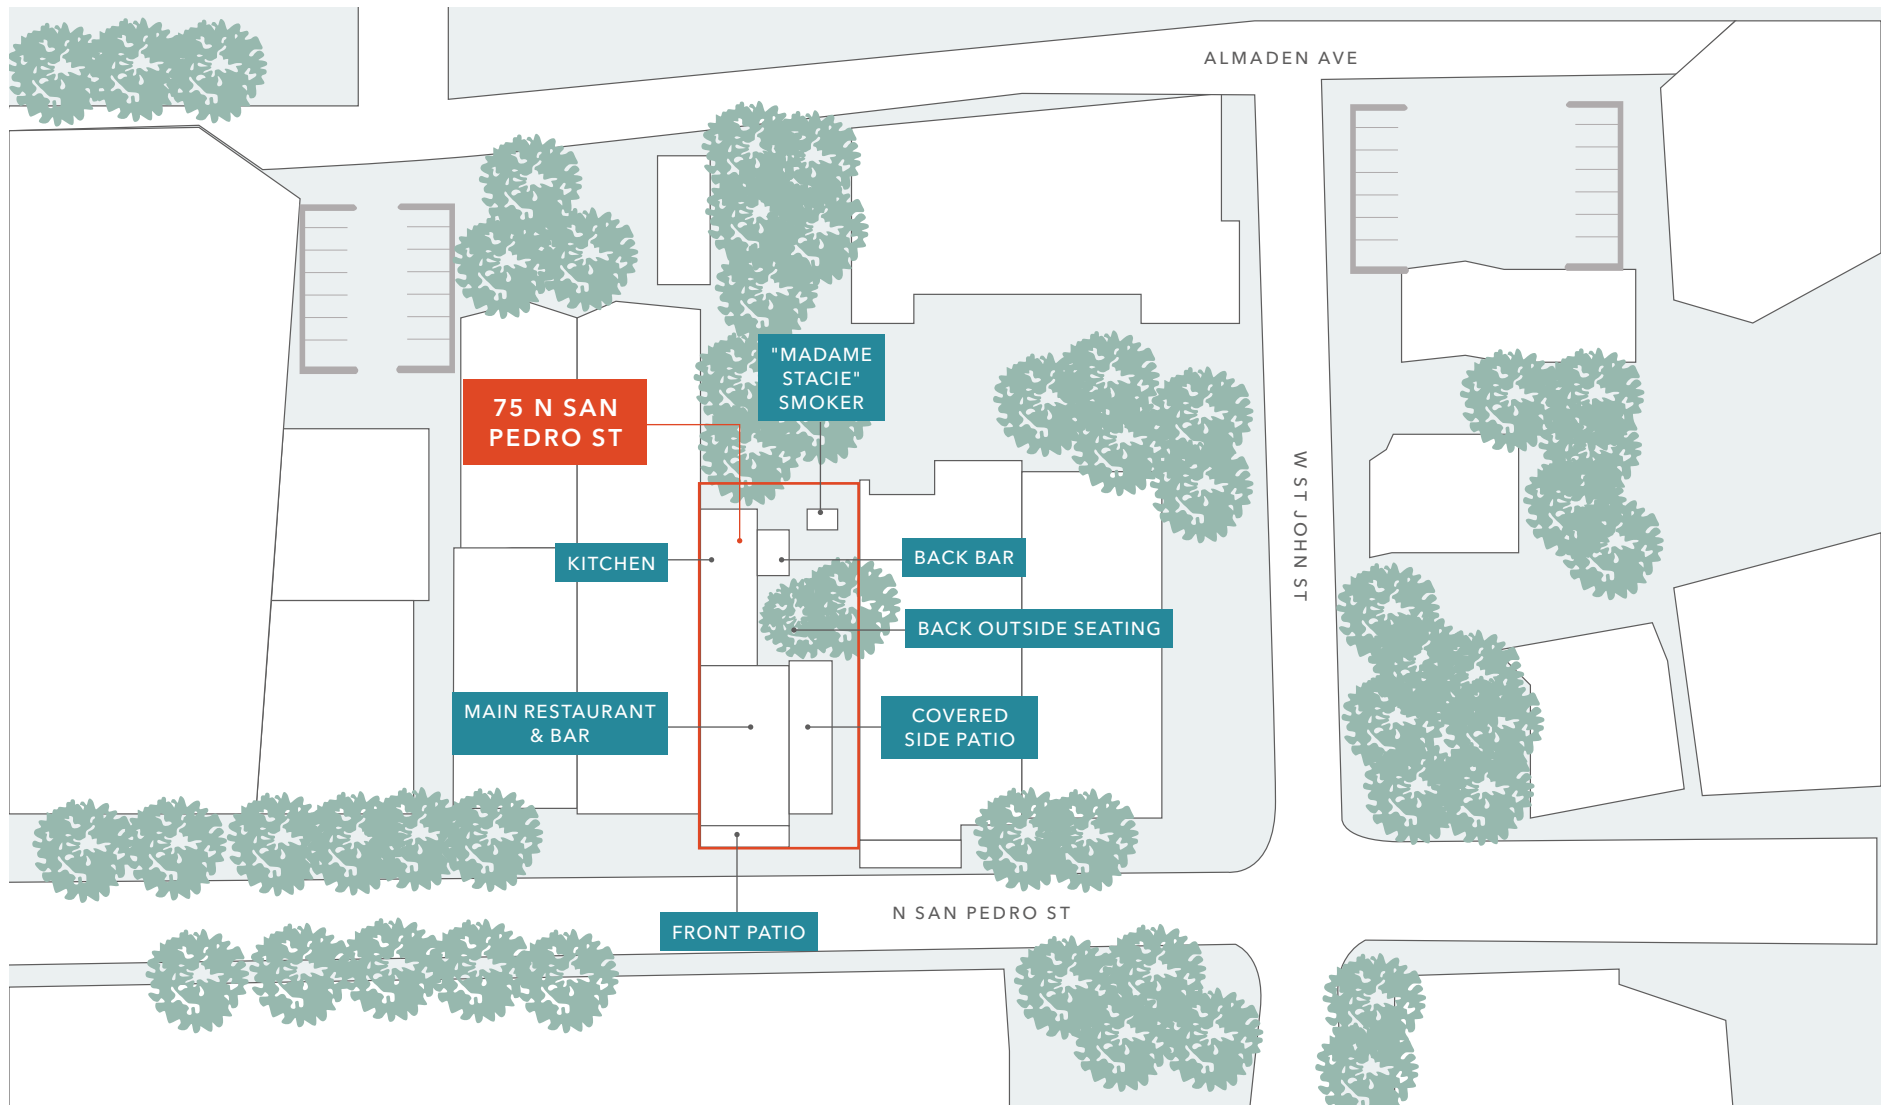 ALMADEN AVE
"MADAME
STACIE"
SMOKER
75 N SAN
PEDRO ST
W ST JOHN ST
KITCHEN
BACK BAR
BACK OUTSIDE SEATING
MAIN RESTAURANT
& BAR
COVERED
SIDE PATIO
N SAN PEDRO ST
FRONT PATIO